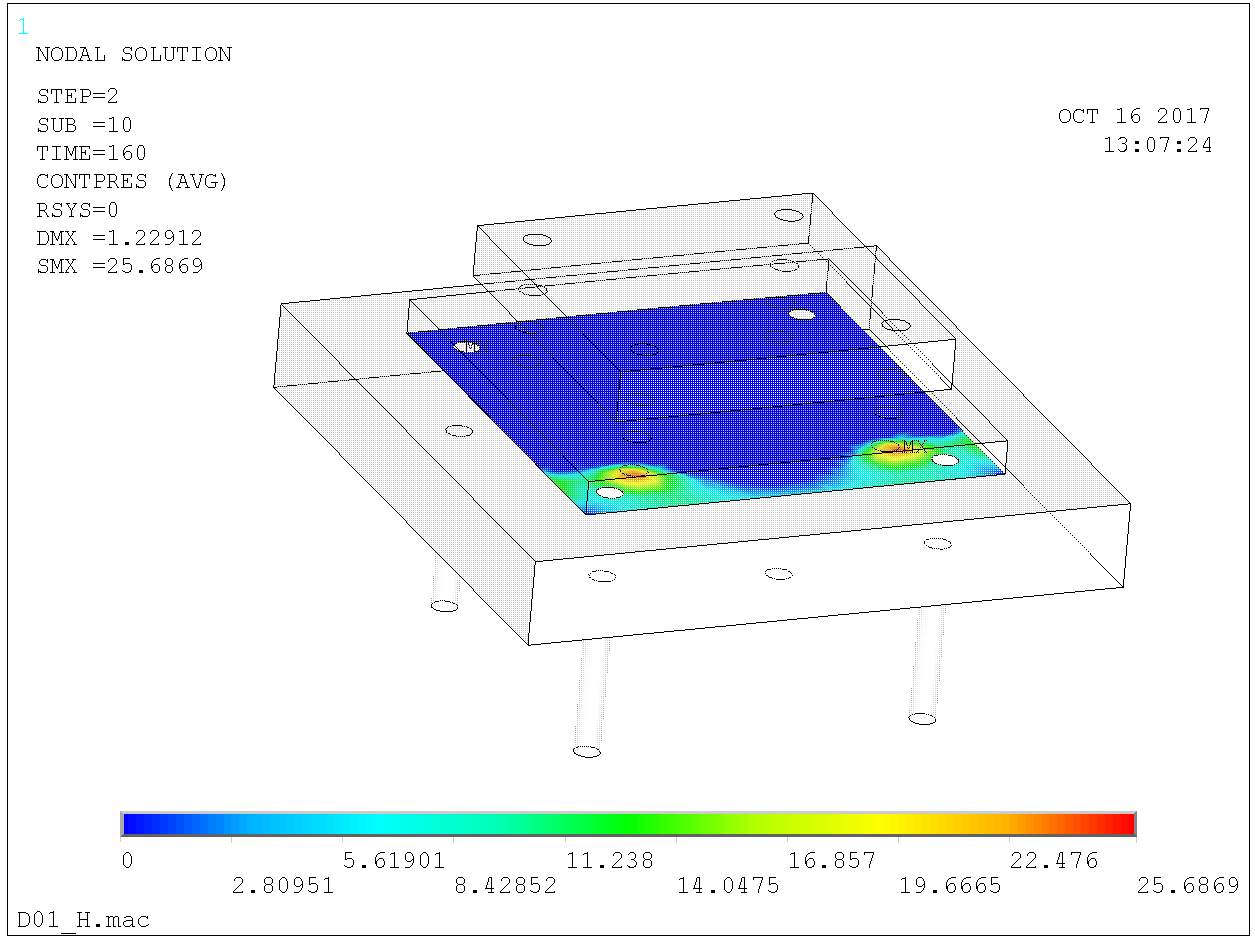 1
NODAL SOLUTION
STEP=2
SUB =10
TIME=160
CONTPRES (AVG)
RSYS=0
DMX =1.22912
SMX =25.6869
OCT 16 2017
13:07:24
MX
0
5.61901
11.238
16.857
22.476
2.80951
8.42852
14.0475
19.6665
25.6869
D01_H.mac